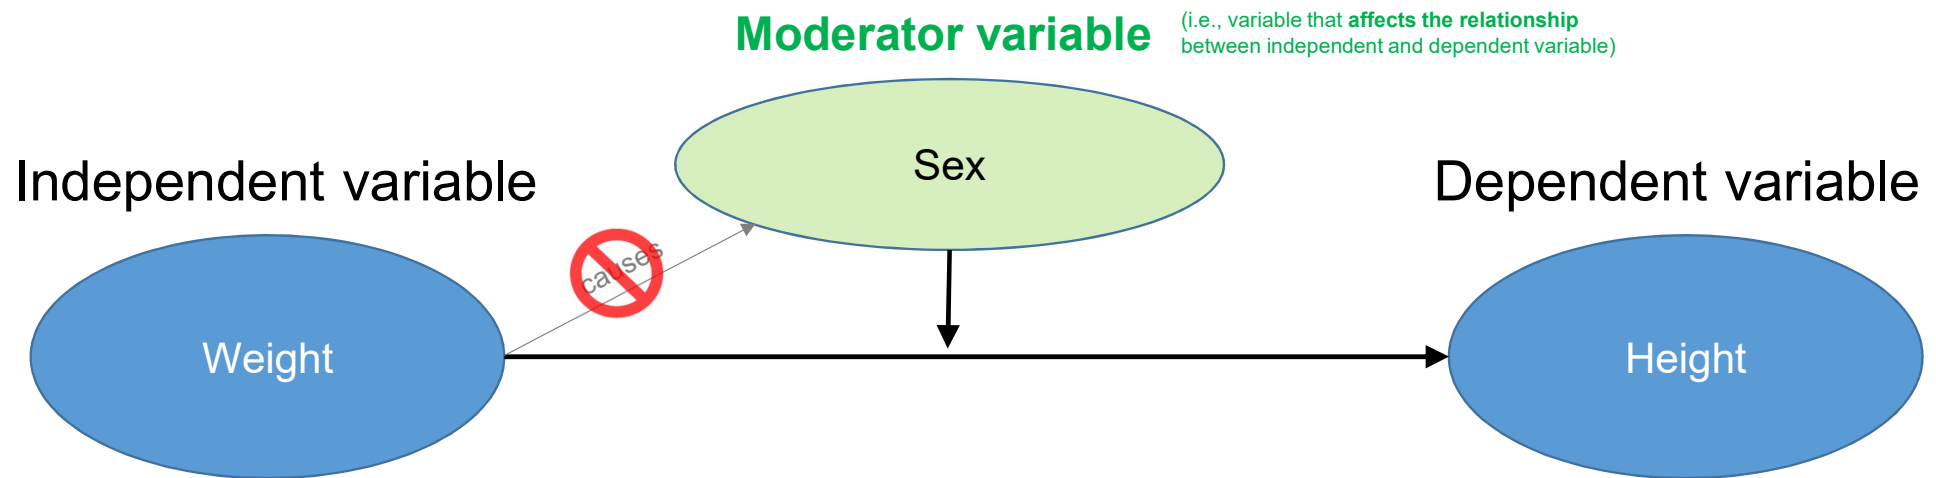 Moderator variable
(i.e., variable that affects the relationship
between independent and dependent variable)
Independent variable
Sex
Dependent variable
causes
Weight
Height